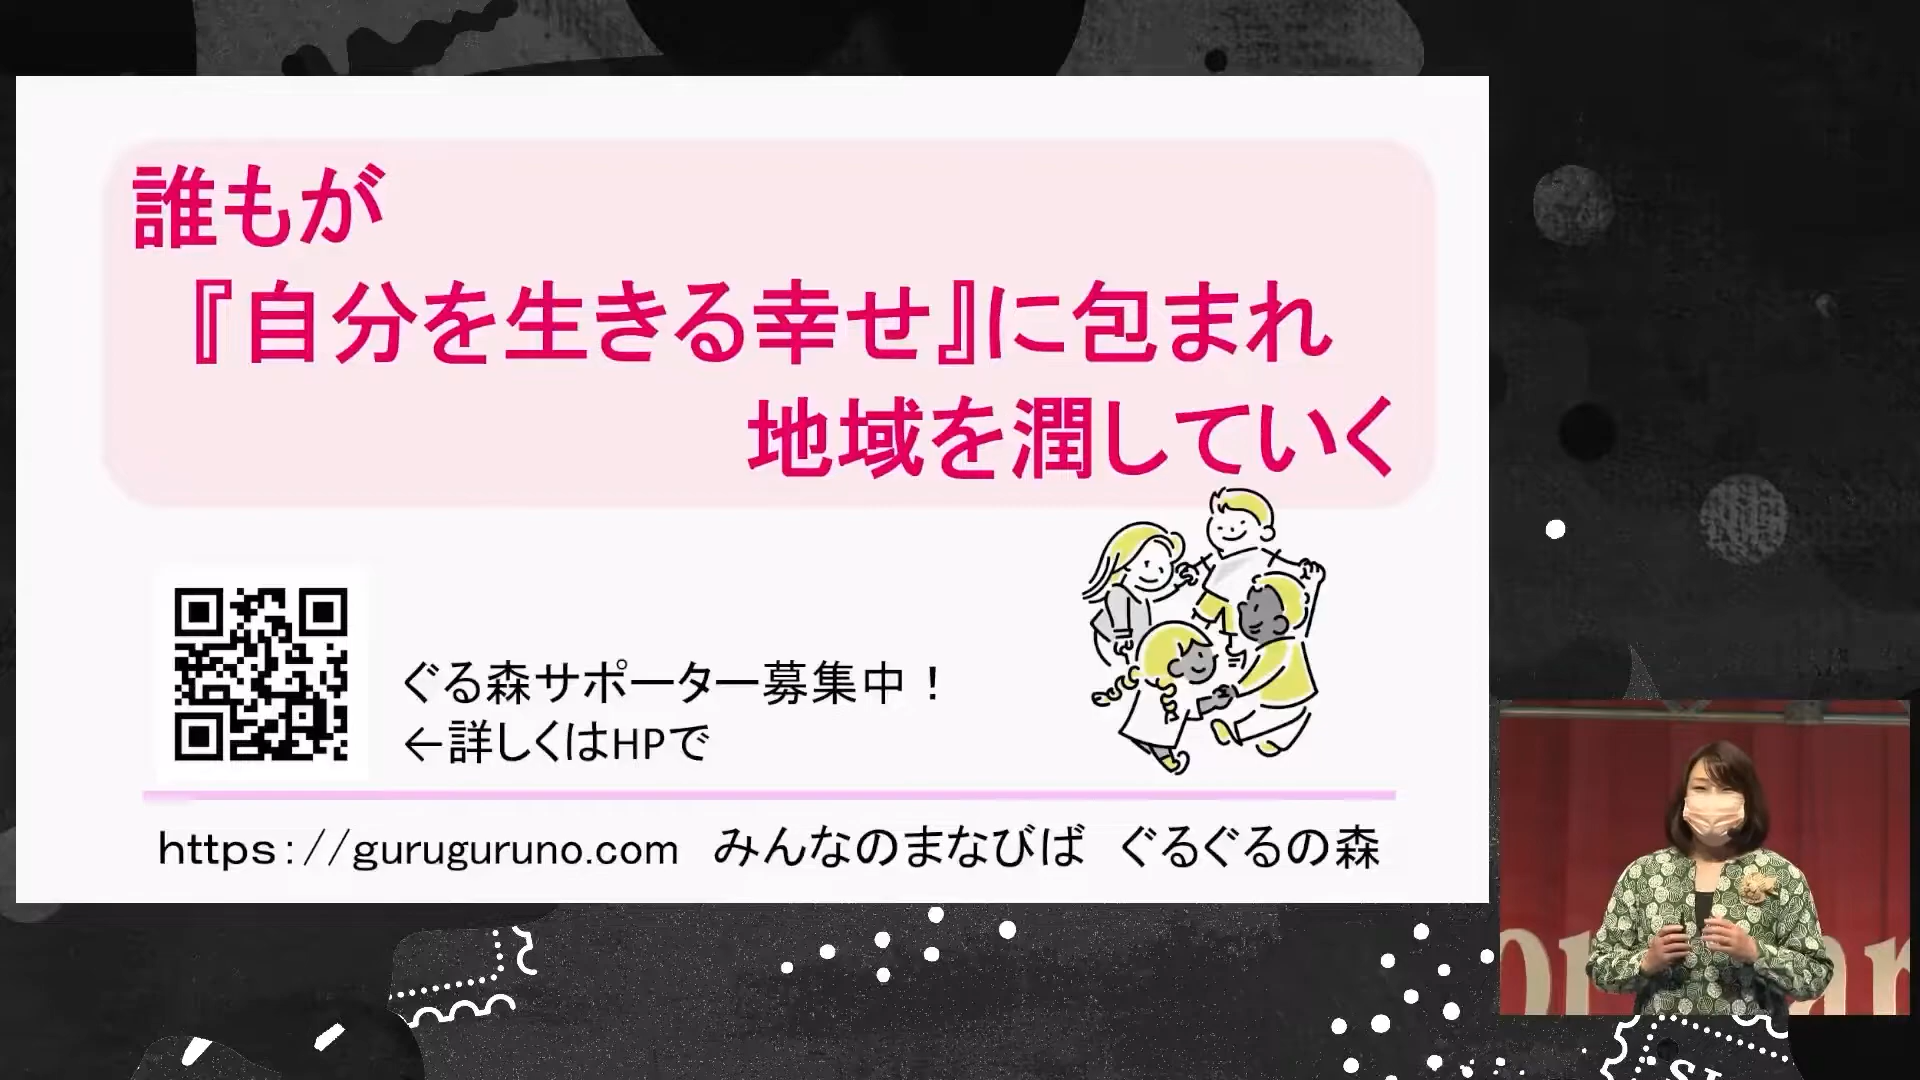 誰もが
『自分を生きる幸せ』に包まれ
地域を潤していく
ぐる森サポーター募集中！
←詳しくはHPで
https://guruguruno.com みんなのまなびば ぐるぐるの森